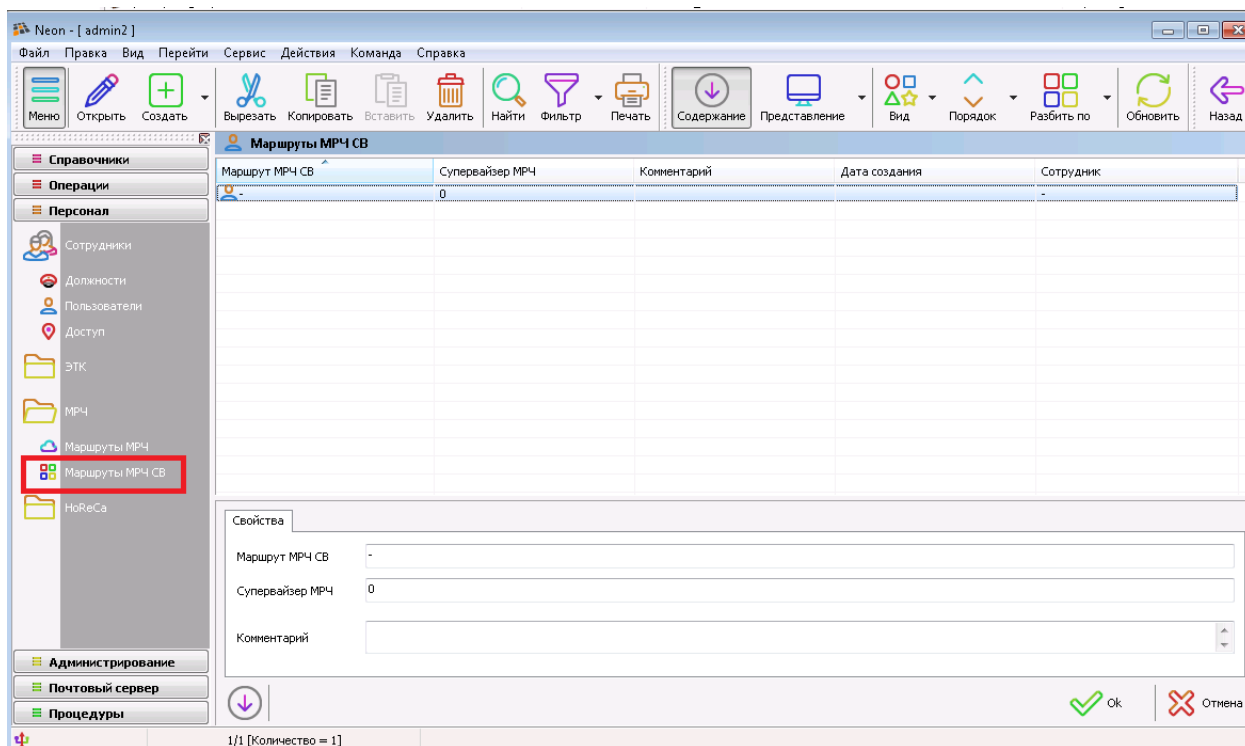 Neon - [ admin2 ]
Файл Правка Вид Перейти Сервис Действия Команда Справка
Меню Открыть Создать Вырезать Копировать Вставить Удалить Найти Фильтр Печать Содержание Представление Вид Порядок Разбить по Обновить Назад
Справочники
Операции
Персонал
Сотрудники
Должности
Пользователи
Доступ
ЭТК
МРЧ
Маршруты МРЧ
Маршруты МРЧ СВ
HoReCa
Администрирование
Почтовый сервер
Процедуры
Маршруты МРЧ СВ
Маршрут МРЧ СВ Супервайзер МРЧ Комментарий Дата создания Сотрудник
- 0 -
Свойства
Маршрут МРЧ СВ -
Супервайзер МРЧ 0
Комментарий
Ok Отмена
1/1 [Количество = 1]